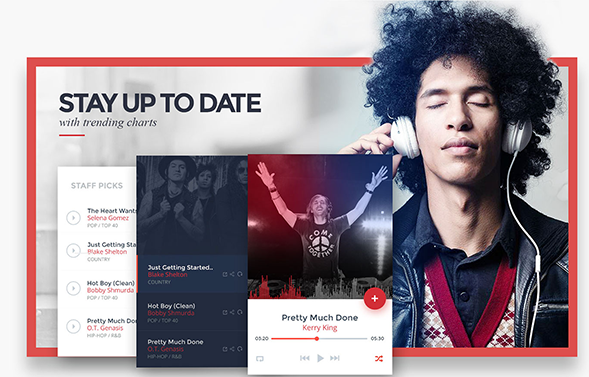 STAY UP TO DATE
with trending charts
STAFF PICKS
The Heart Wants
Selena Gomez
POP / TOP 40
Just Getting Sta
Blake Shelton
COUNTRY
Hot Boy (Clean)
Bobby Shmurda
POP / TOP 40
Pretty Much Done
O.T. Genasis
HIP-HOP / R&B
Just Getting Started..
Blake Shelton
COUNTRY
Hot Boy (Clean)
Bobby Shmurda
POP / TOP 40
Pretty Much Done
O.T. Genasis
HIP-HOP / R&B
COME
TOGETHER
Pretty Much Done
Kerry King
03:20
05:30